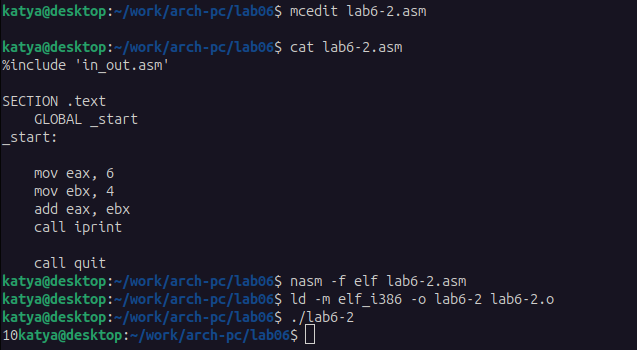 katya@desktop:~/work/arch-pc/lab06$ mcedit lab6-2.asm
katya@desktop:~/work/arch-pc/lab06$ cat lab6-2.asm
%include 'in_out.asm'
SECTION .text
    GLOBAL _start
_start:
    mov eax, 6
    mov ebx, 4
    add eax, ebx
    call iprint
    call quit
katya@desktop:~/work/arch-pc/lab06$ nasm -f elf lab6-2.asm
katya@desktop:~/work/arch-pc/lab06$ ld -m elf_i386 -o lab6-2 lab6-2.o
katya@desktop:~/work/arch-pc/lab06$ ./lab6-2
10katya@desktop:~/work/arch-pc/lab06$